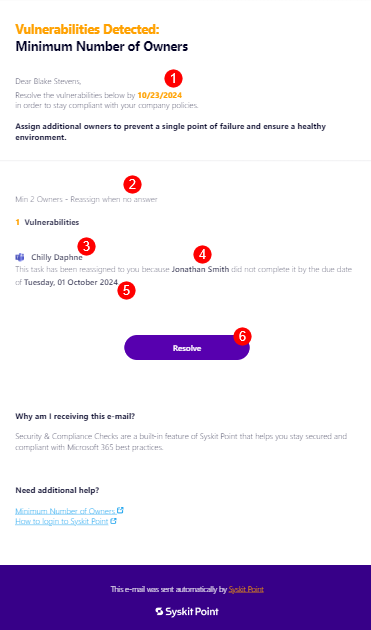 Vulnerabilities Detected:
Minimum Number of Owners
1
Dear Blake Stevens,
Resolve the vulnerabilities below by 10/23/2024
in order to stay compliant with your company policies.
Assign additional owners to prevent a single point of failure and ensure a healthy
environment.
2
Min 2 Owners - Reassign when no answer
1 Vulnerabilities
3
Chilly Daphne
4
This task has been reassigned to you because Jonathan Smith did not complete it by the due date
of Tuesday, 01 October 2024
5
6
Resolve
Why am I receiving this e-mail?
Security & Compliance Checks are a built-in feature of Syskit Point that helps you stay secured and
compliant with Microsoft 365 best practices.
Need additional help?
Minimum Number of Owners
How to login to Syskit Point
This e-mail was sent automatically by Syskit Point
Syskit Point